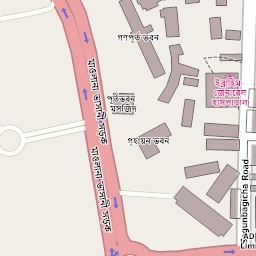 গণপূর্ত ভবন
ইব্রাহিম
জেনারেল
হাসপাতাল
পূর্তভবন
মসজিদ
গৃহায়ন ভবন
মাওলানা ভাসানী সড়ক
মাওলানা ভাসানী সড়ক
Segunbagicha Road